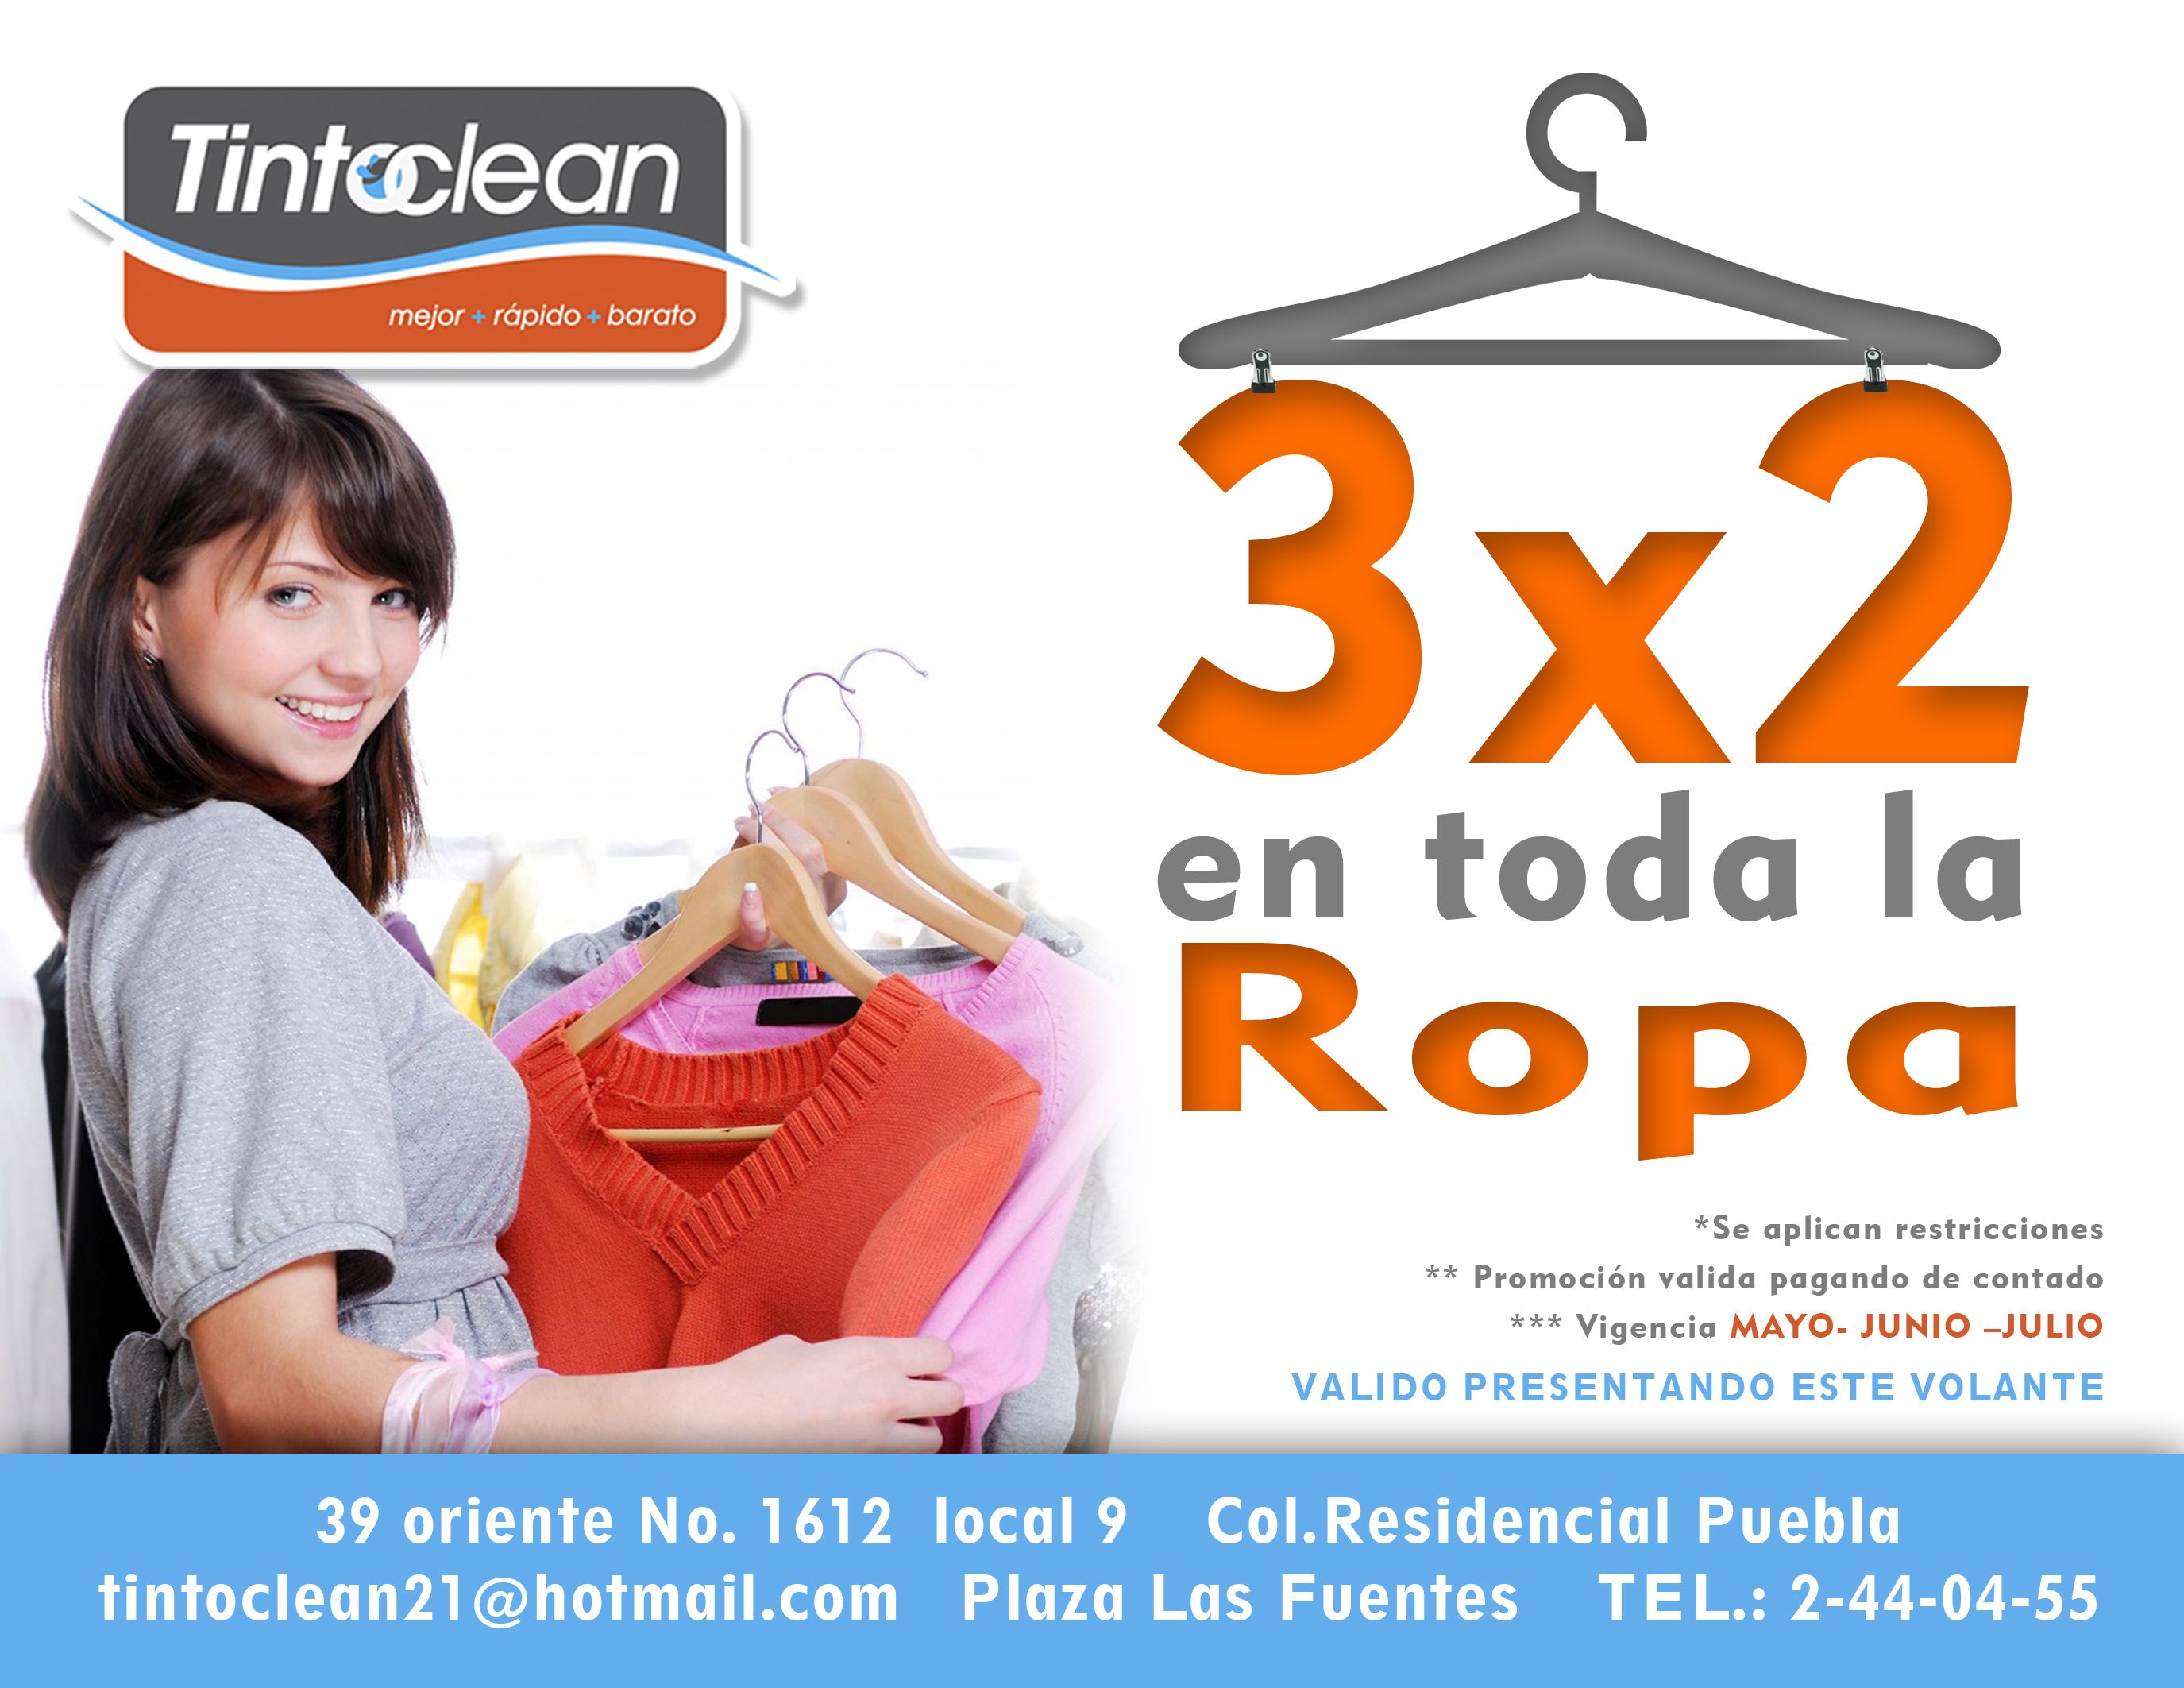 Tintoclean
mejor + rápido + barato
3x2
en toda la
Ropa
*Se aplican restricciones
** Promoción valida pagando de contado
*** Vigencia MAYO- JUNIO –JULIO
VALIDO PRESENTANDO ESTE VOLANTE
39 oriente No. 1612 local 9 Col.Residencial Puebla
tintoclean21@hotmail.com Plaza Las Fuentes TEL.: 2-44-04-55